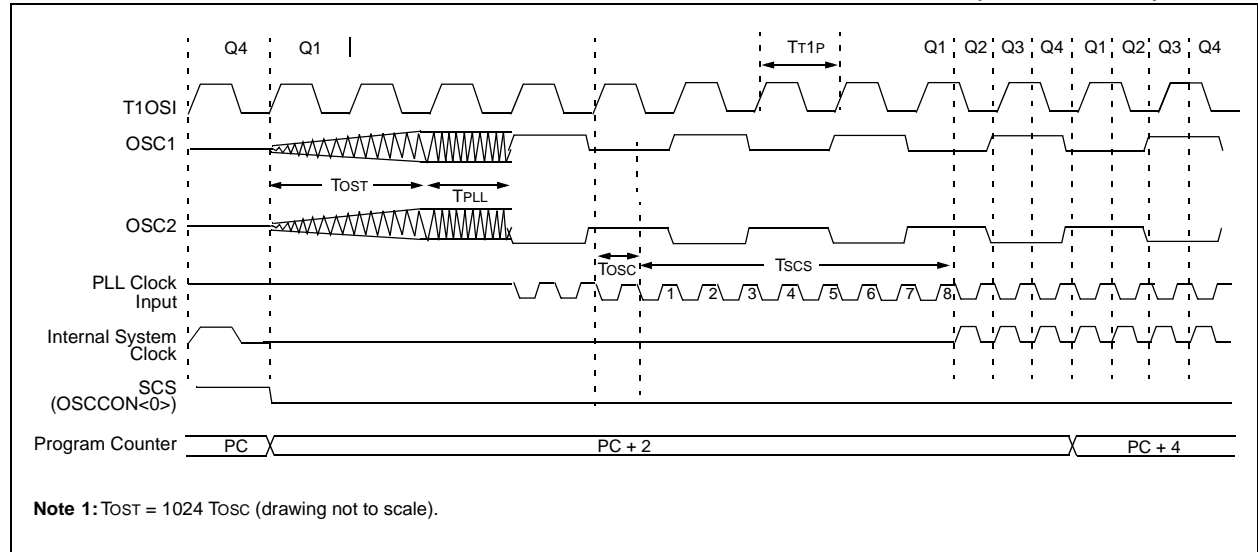 Q4 Q1 TT1P Q1 Q2 Q3 Q4 Q1 Q2 Q3 Q4
T1OSI
OSC1
TOST
TPLL
OSC2
TOSC TSCS
PLL Clock
Input
1 2 3 4 5 6 7 8
Internal System
Clock
SCS
(OSCCON<0>)
Program Counter PC PC + 2 PC + 4
Note 1: TOST = 1024 TOSC (drawing not to scale).